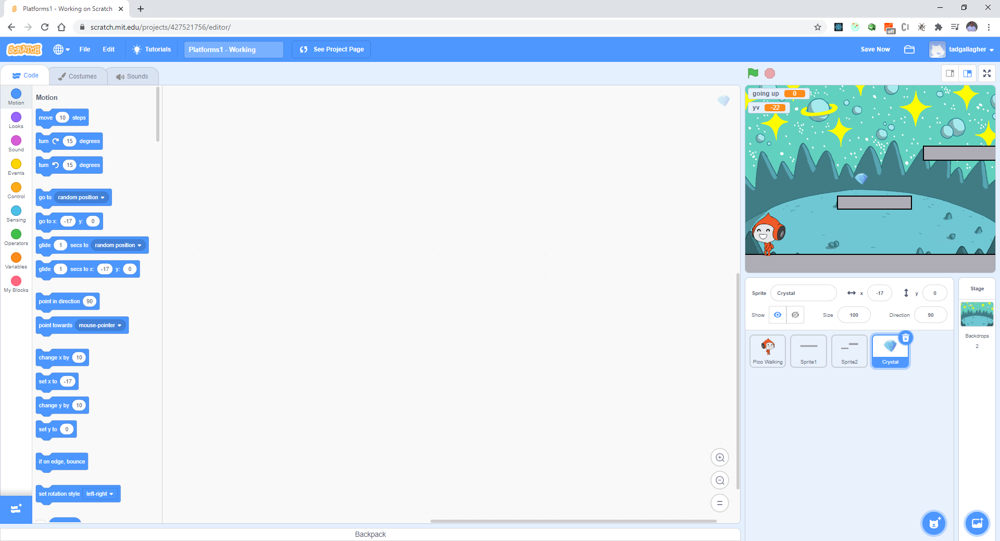 Platforms1 - Working on Scratch
scratch.mit.edu/projects/427521756/editor/
off
SCRATCH
File
Edit
Tutorials
Platforms1 - Working
See Project Page
Save Now
tadgallagher
Code
Costumes
Sounds
Motion
Looks
Sound
Events
Control
Sensing
Operators
Variables
My Blocks
Motion
move 10 steps
turn 15 degrees
turn 15 degrees
go to random position
go to x: -17 y: 0
glide 1 secs to random position
glide 1 secs to x: -17 y: 0
point in direction 90
point towards mouse-pointer
change x by 10
set x to -17
change y by 10
set y to 0
if on edge, bounce
set rotation style left-right
Backpack
going up 0
yv -22
Sprite Crystal x -17 y 0
Show Size 100 Direction 90
Pico Walking
Sprite1
Sprite2
Crystal
Stage
Backdrops
2